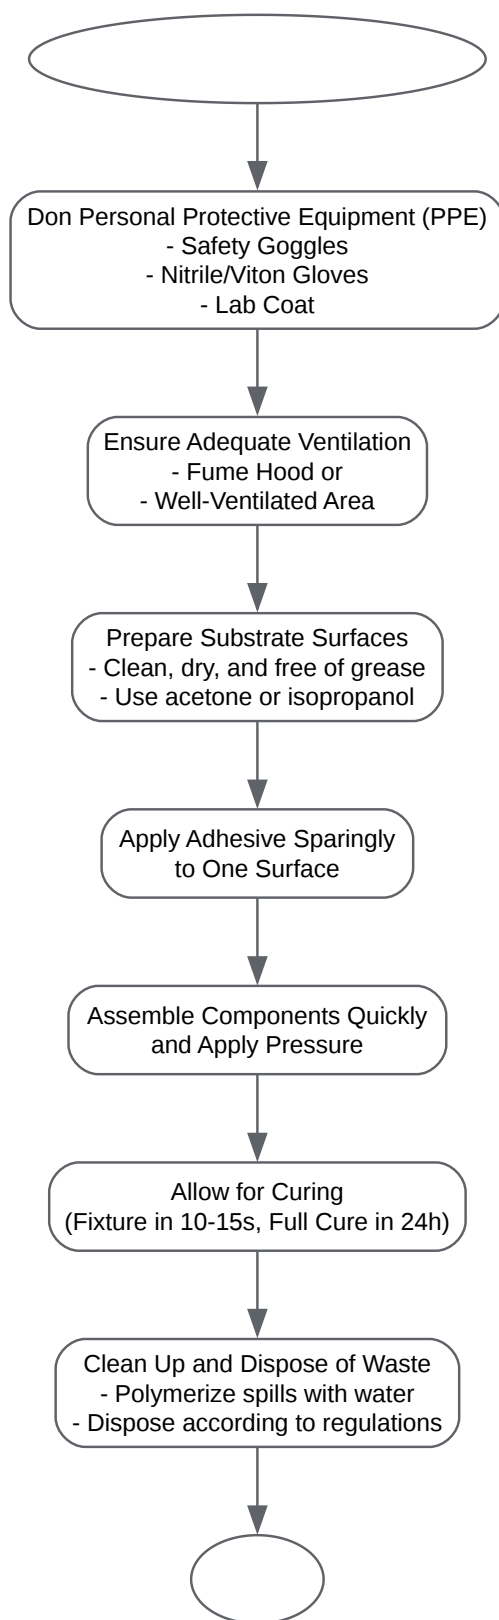 Don Personal Protective Equipment (PPE)
- Safety Goggles
- Nitrile/Viton Gloves
- Lab Coat
Ensure Adequate Ventilation
- Fume Hood or
- Well-Ventilated Area
Prepare Substrate Surfaces
- Clean, dry, and free of grease
- Use acetone or isopropanol
Apply Adhesive Sparingly
to One Surface
Assemble Components Quickly
and Apply Pressure
Allow for Curing
(Fixture in 10-15s, Full Cure in 24h)
Clean Up and Dispose of Waste
- Polymerize spills with water
- Dispose according to regulations